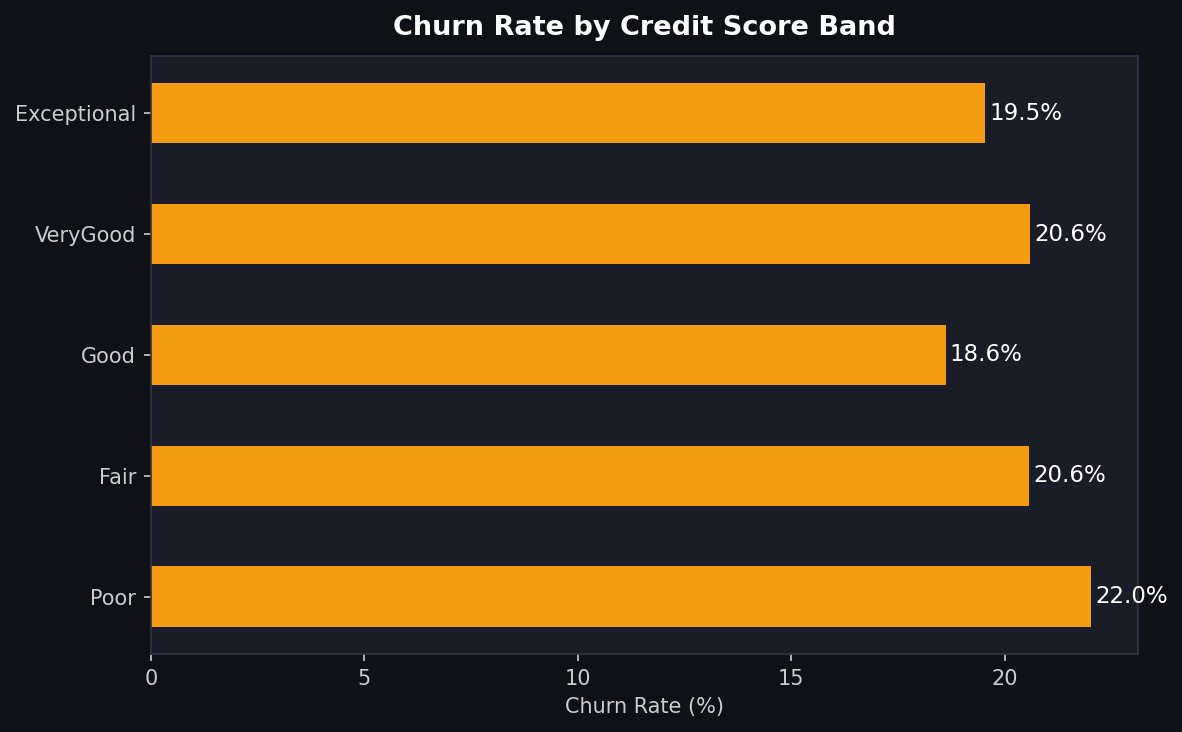 Churn Rate by Credit Score Band
Exceptional
19.5%
VeryGood
20.6%
Good
18.6%
Fair
20.6%
Poor
22.0%
0 5 10 15 20
Churn Rate (%)